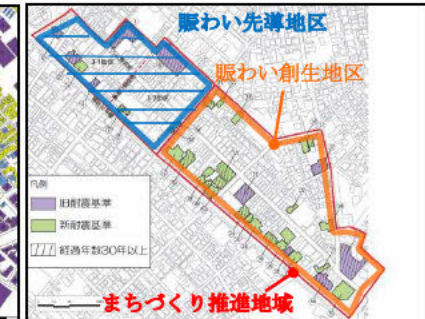 賑わい先導地区
賑わい創生地区
凡例
旧耐震基準
新耐震基準
経過年数30年以上
まちづくり推進地域